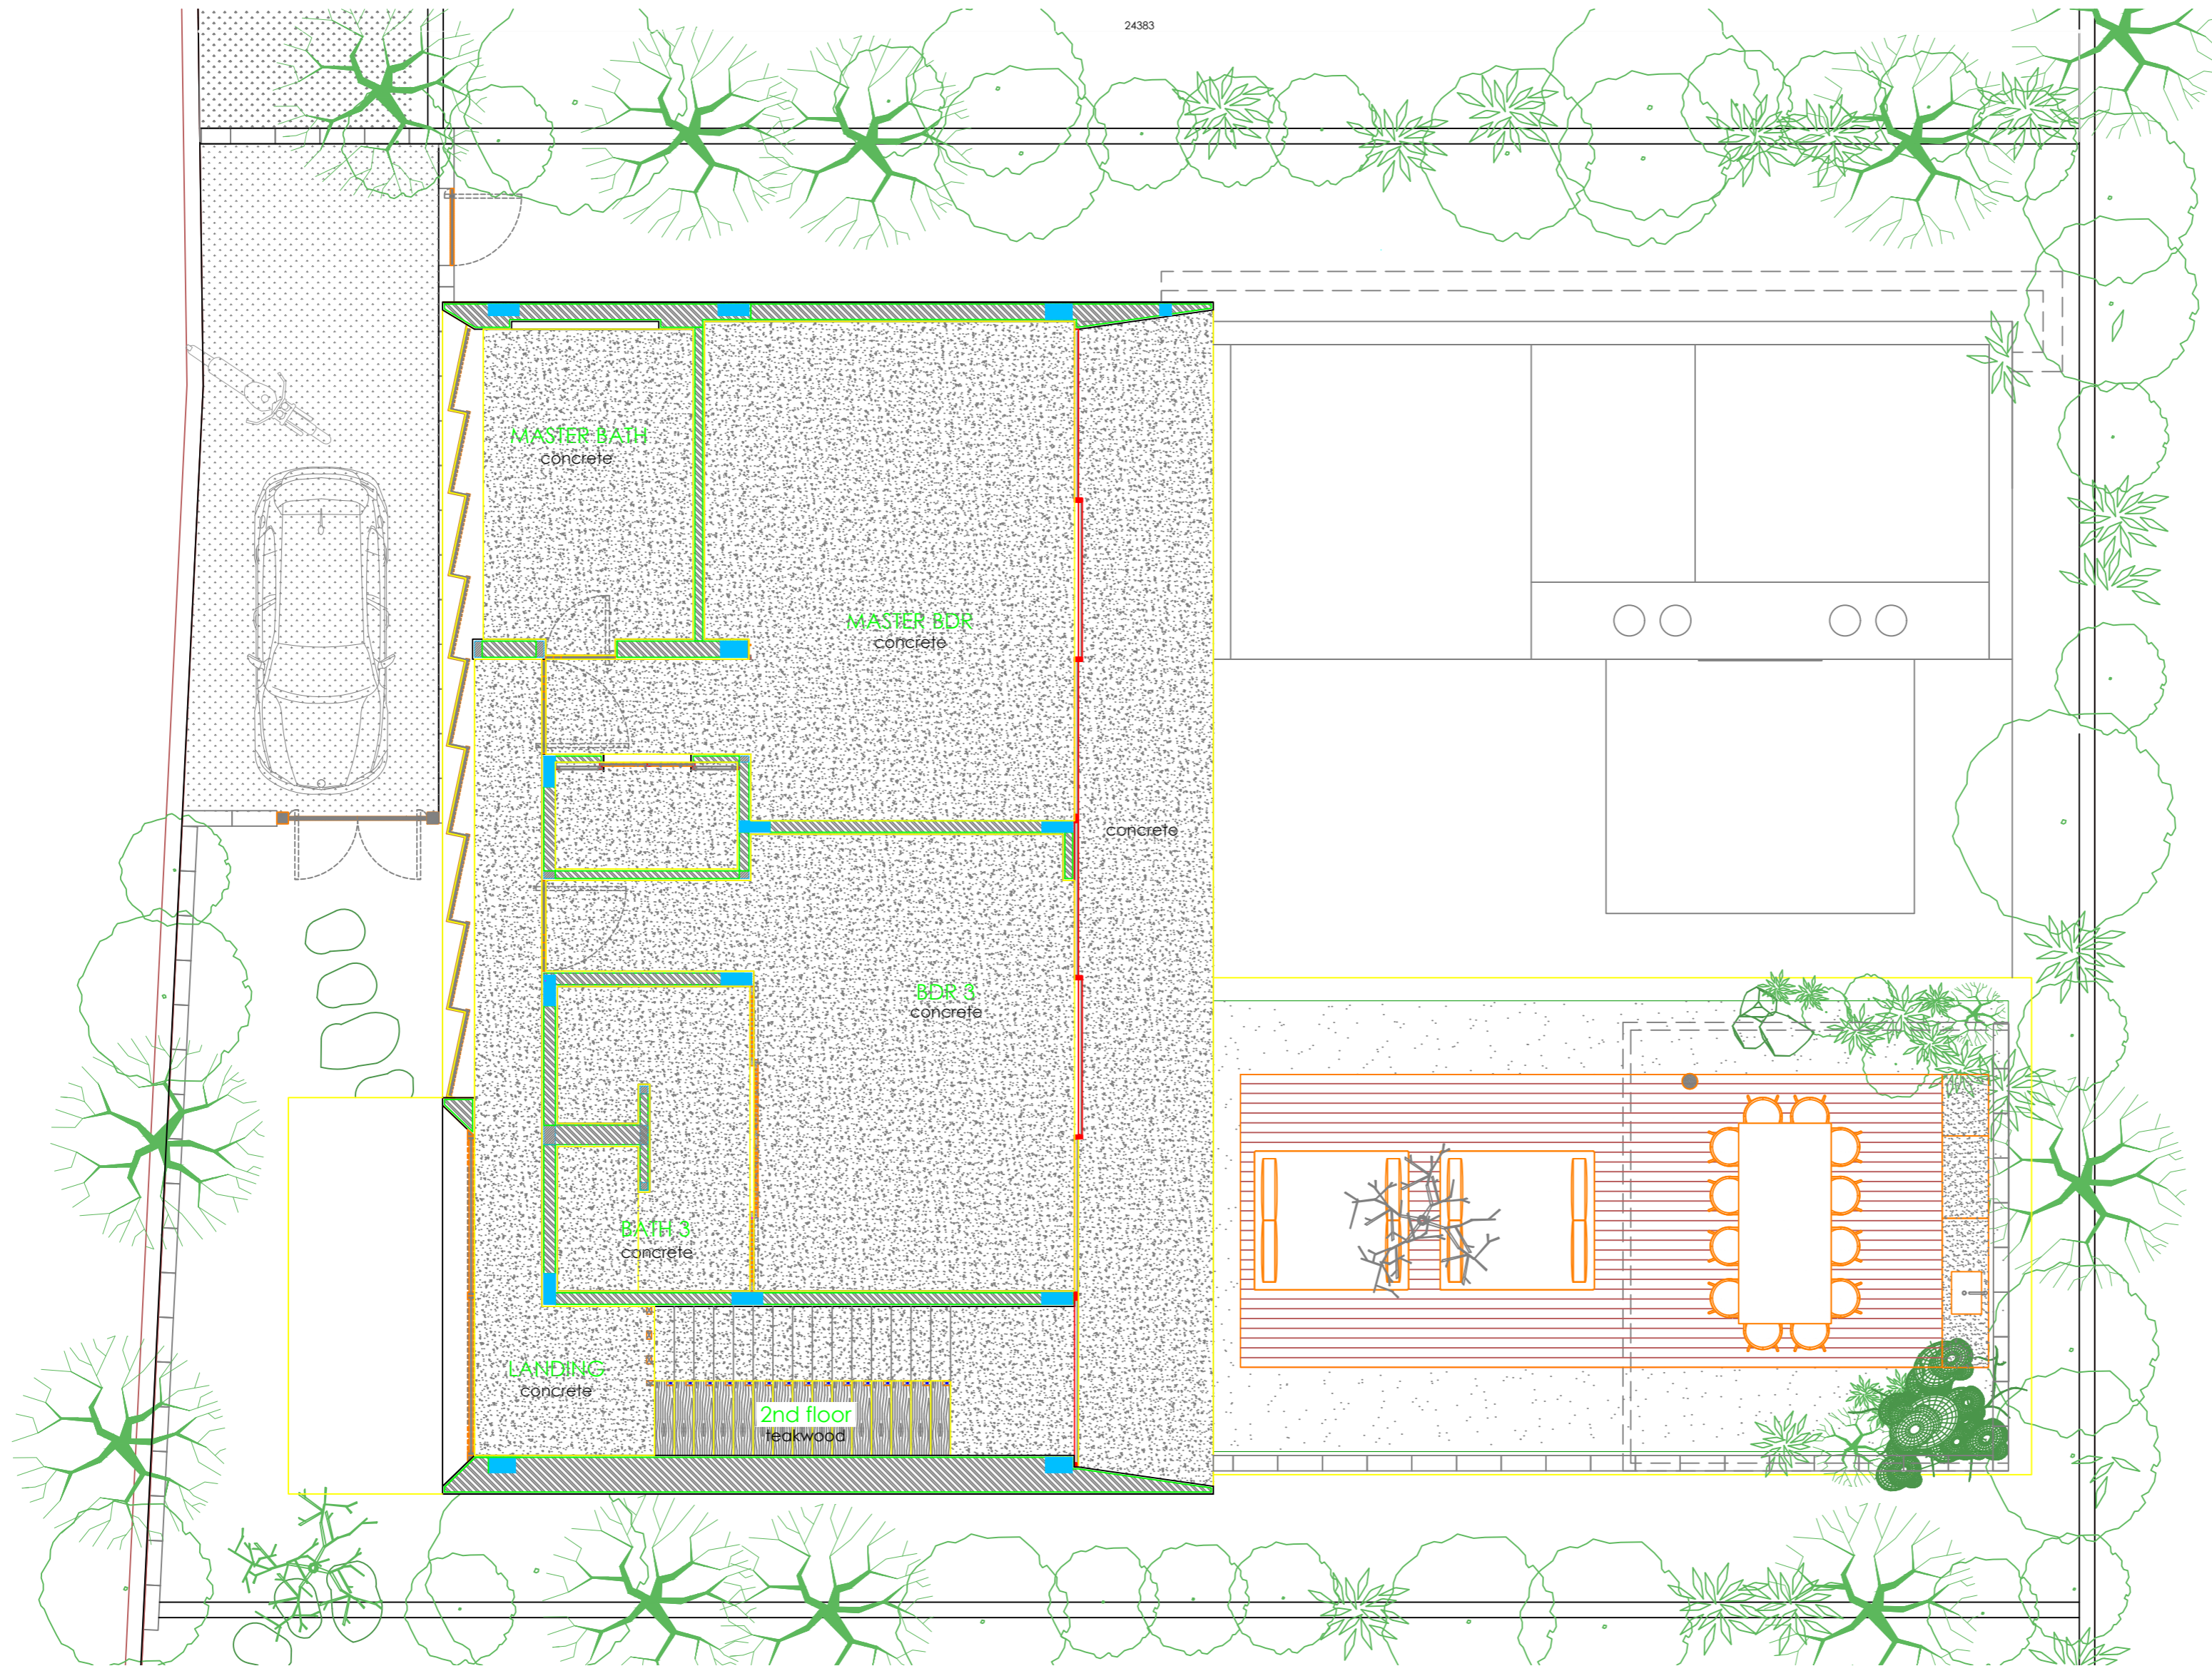 24383
MASTER BATH
concrete
MASTER BDR
concrete
concrete
BDR 3
concrete
BATH 3
concrete
LANDING
concrete
2nd floor
teakwood